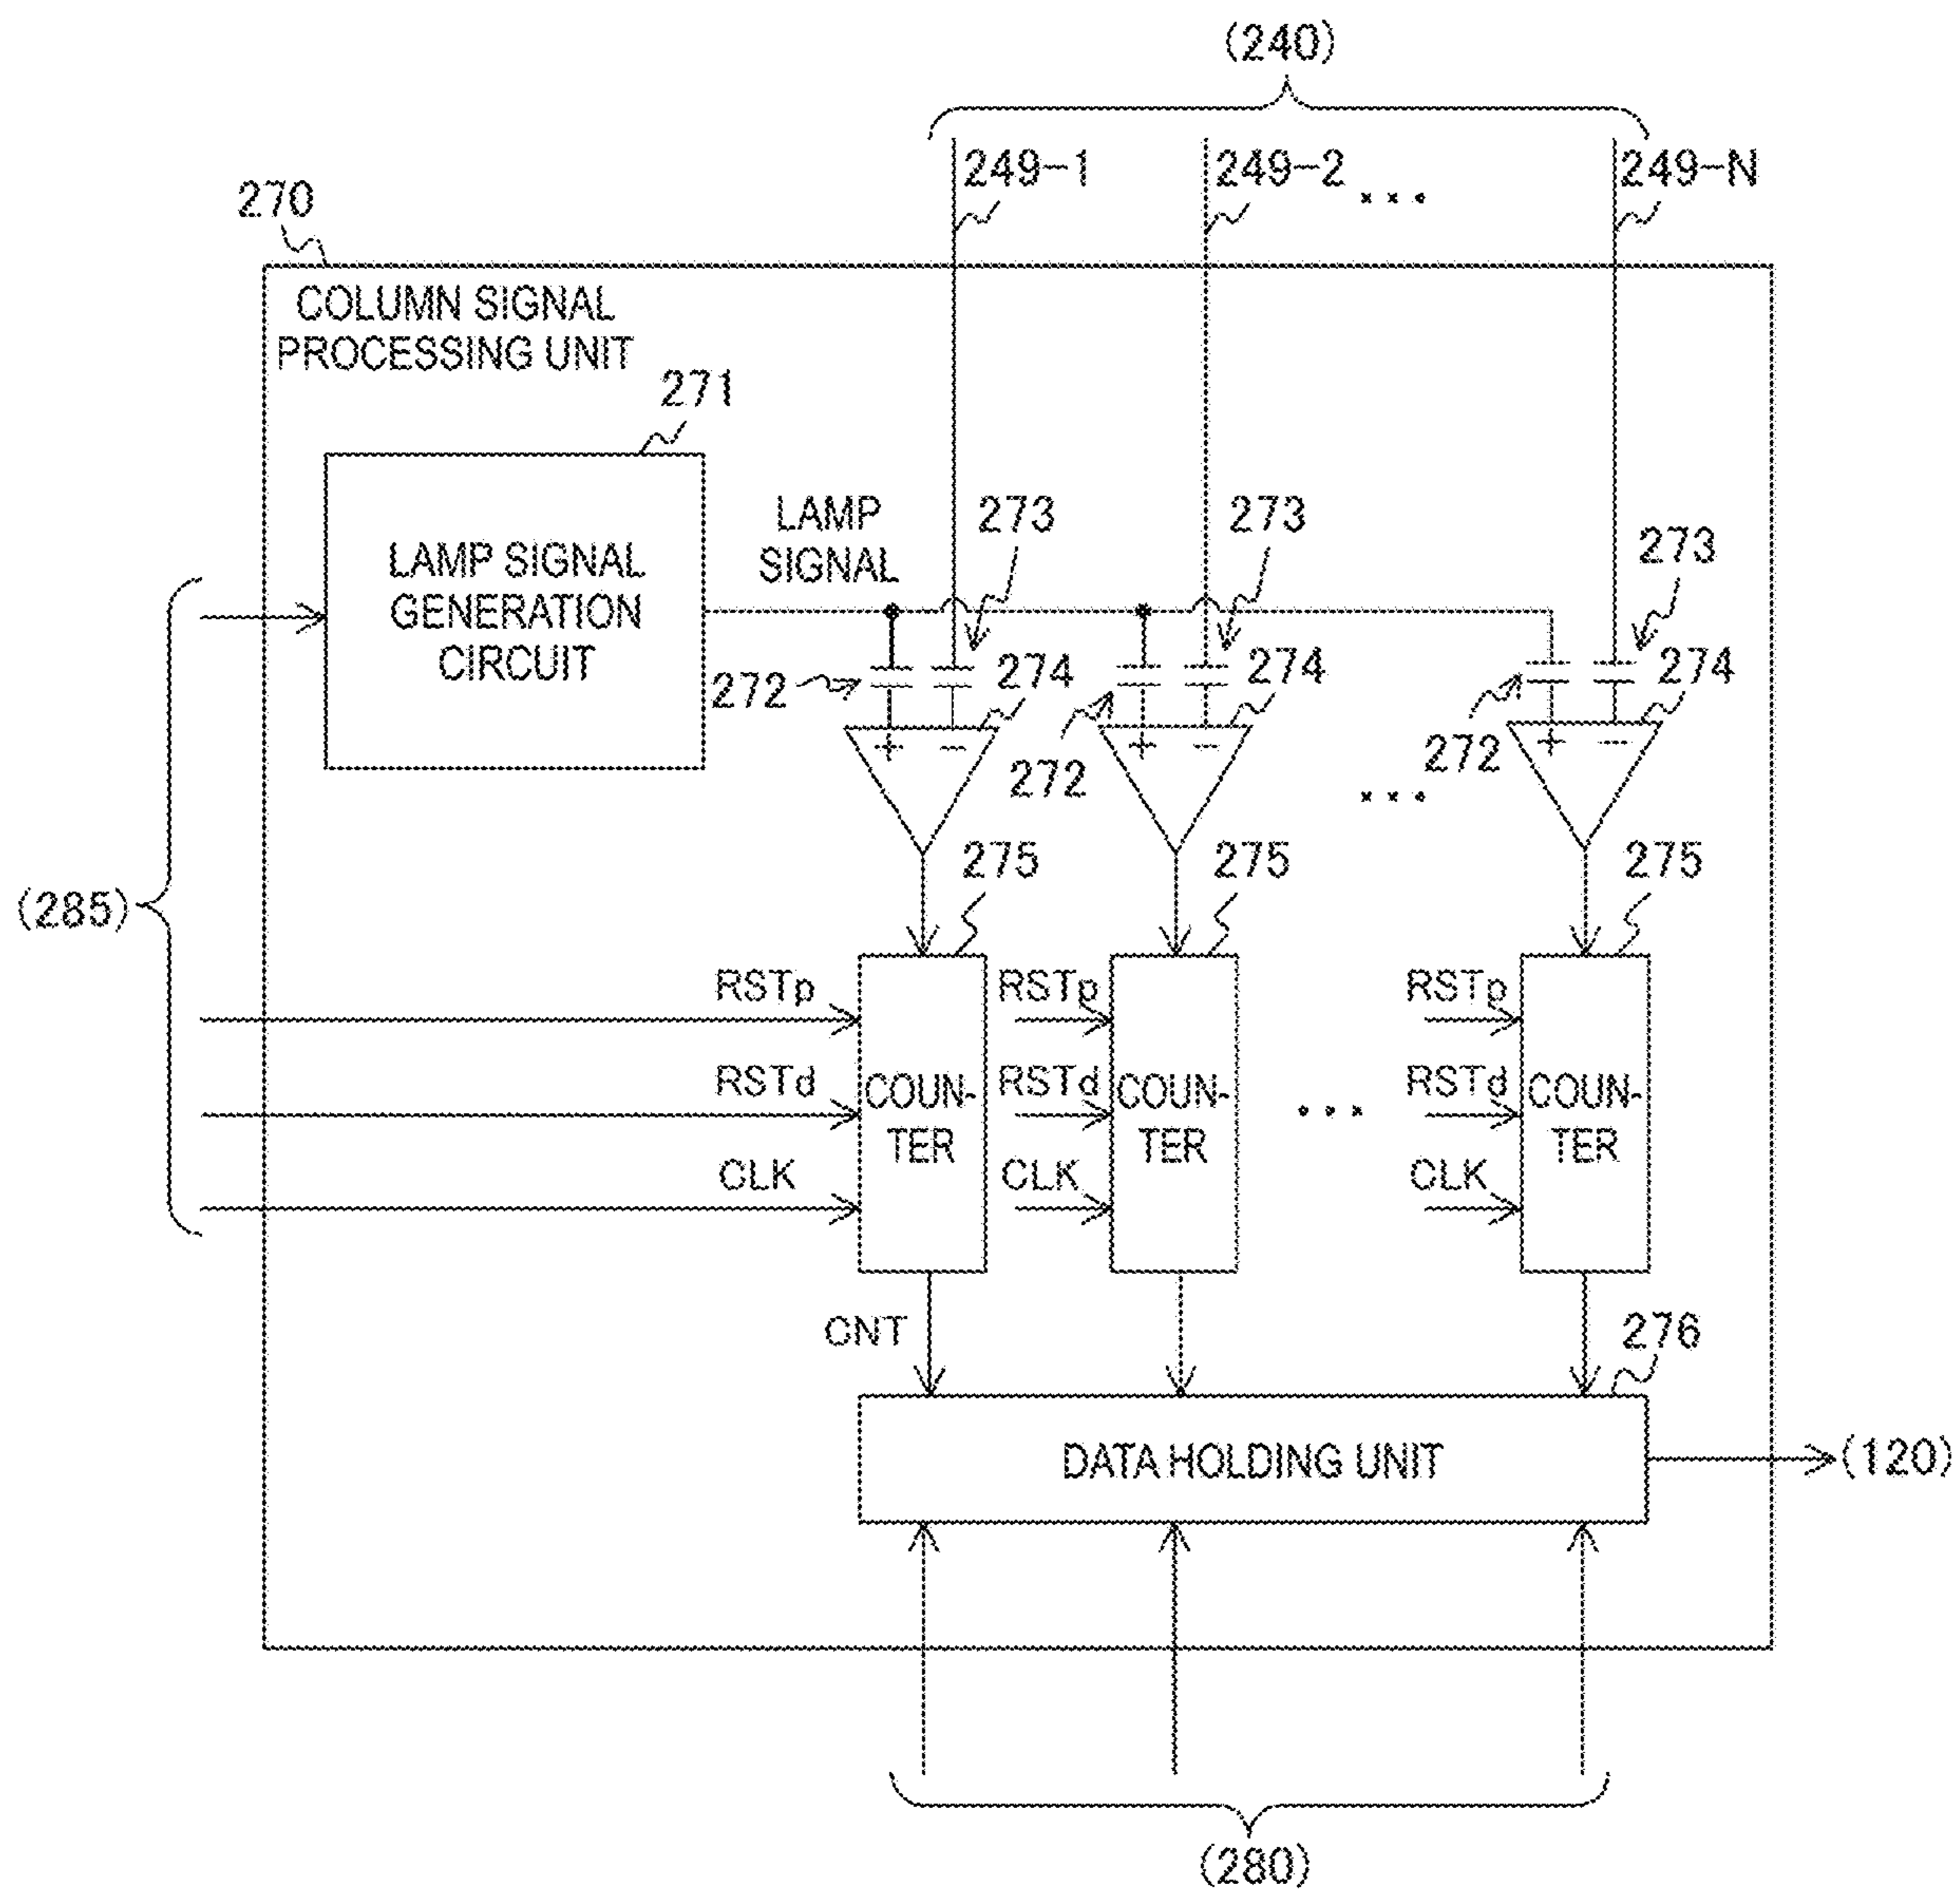 (240)
249-1
249-2
...
249-N
270
COLUMN SIGNAL
PROCESSING UNIT
271
LAMP SIGNAL
GENERATION
CIRCUIT
LAMP
SIGNAL
273
273
273
272
274
272
274
272
274
+ −
+ −
+ −
...
(285)
275
275
275
RSTp
RSTp
RSTp
RSTd
RSTd
RSTd
COUN-
TER
COUN-
TER
...
COUN-
TER
CLK
CLK
CLK
CNT
276
DATA HOLDING UNIT
(120)
(280)